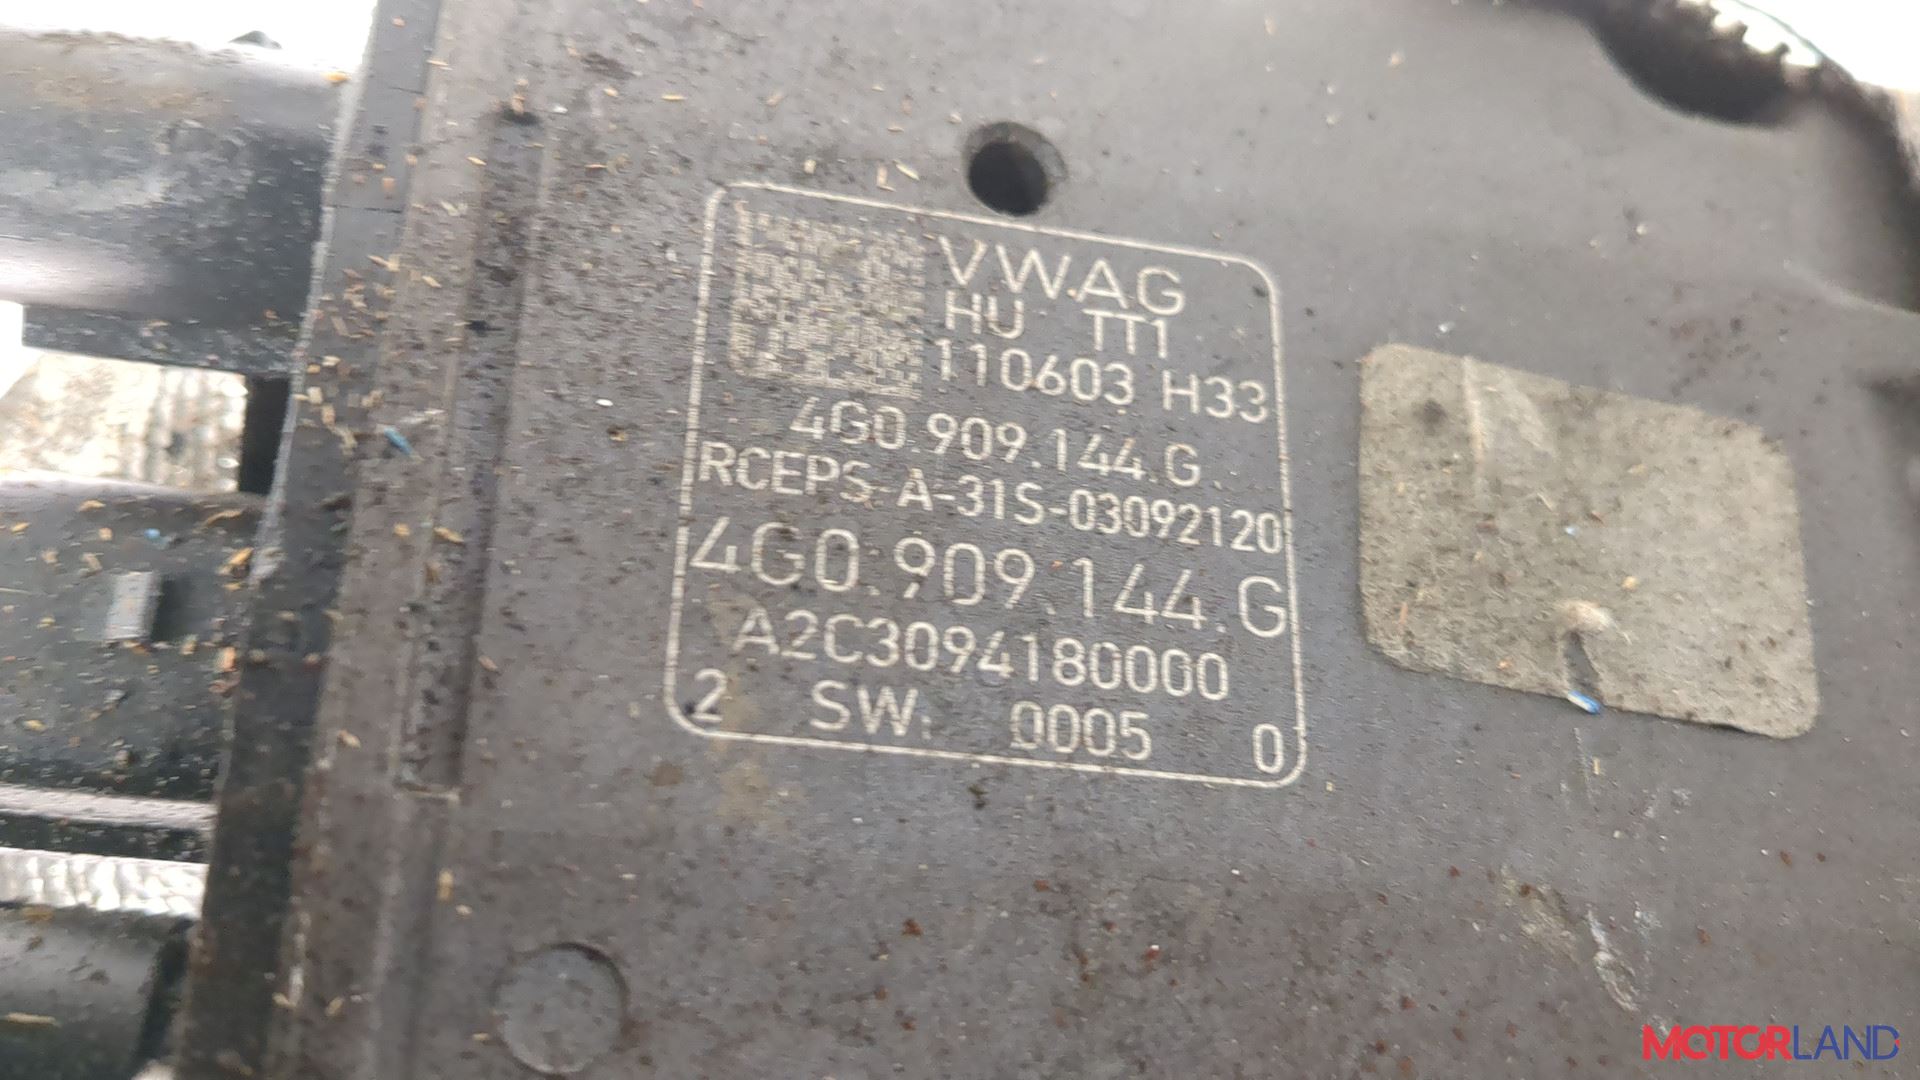 VWAG
HU TT1
110603 H33
4G0.909.144.G
RCEPS-A-31S-03092120
4G0.909.144.G
A2C3094180000
2 SW: 0005 0
MOTORLAND